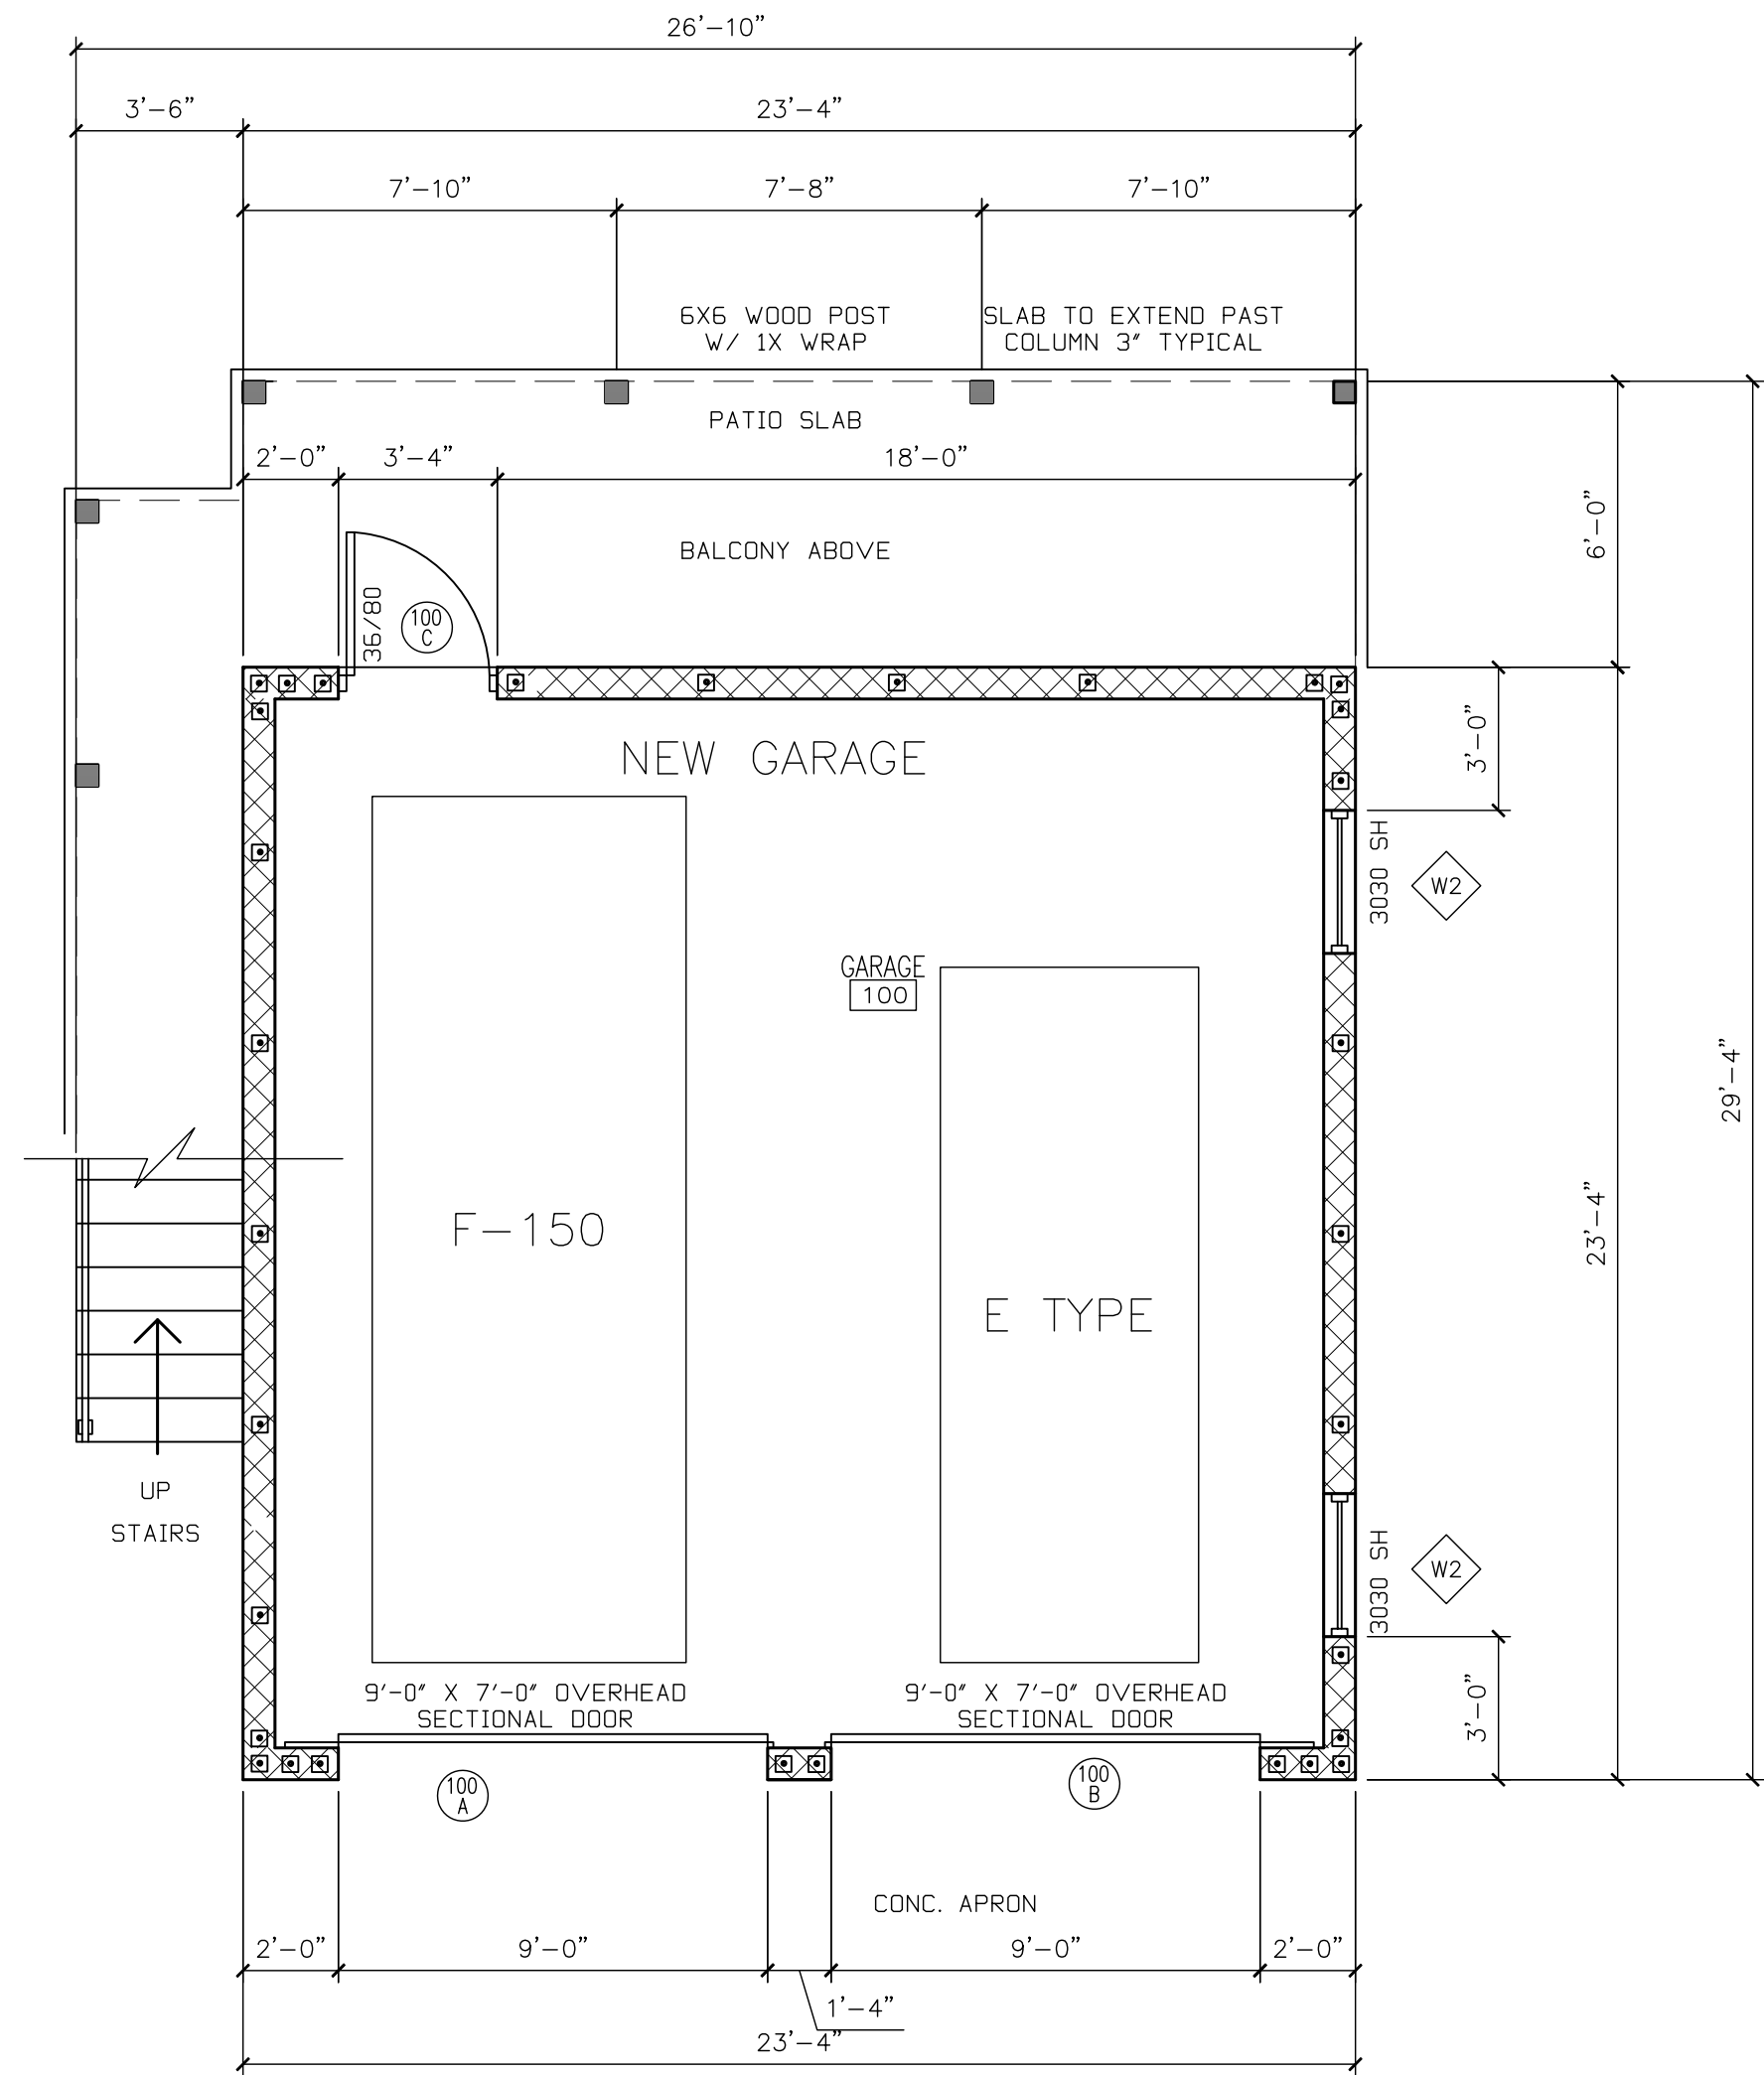 26'-10"
3'-6"
23'-4"
7'-10"
7'-8"
7'-10"
6X6 WOOD POST
W/ 1X WRAP
SLAB TO EXTEND PAST
COLUMN 3" TYPICAL
PATIO SLAB
2'-0"
3'-4"
18'-0"
6'-0"
BALCONY ABOVE
36/80
100
C
NEW GARAGE
3'-0"
3030 SH
W2
GARAGE
100
29'-4"
23'-4"
F-150
E TYPE
UP
STAIRS
3030 SH
W2
3'-0"
9'-0" X 7'-0" OVERHEAD
SECTIONAL DOOR
9'-0" X 7'-0" OVERHEAD
SECTIONAL DOOR
100
A
100
B
CONC. APRON
2'-0"
9'-0"
9'-0"
2'-0"
1'-4"
23'-4"